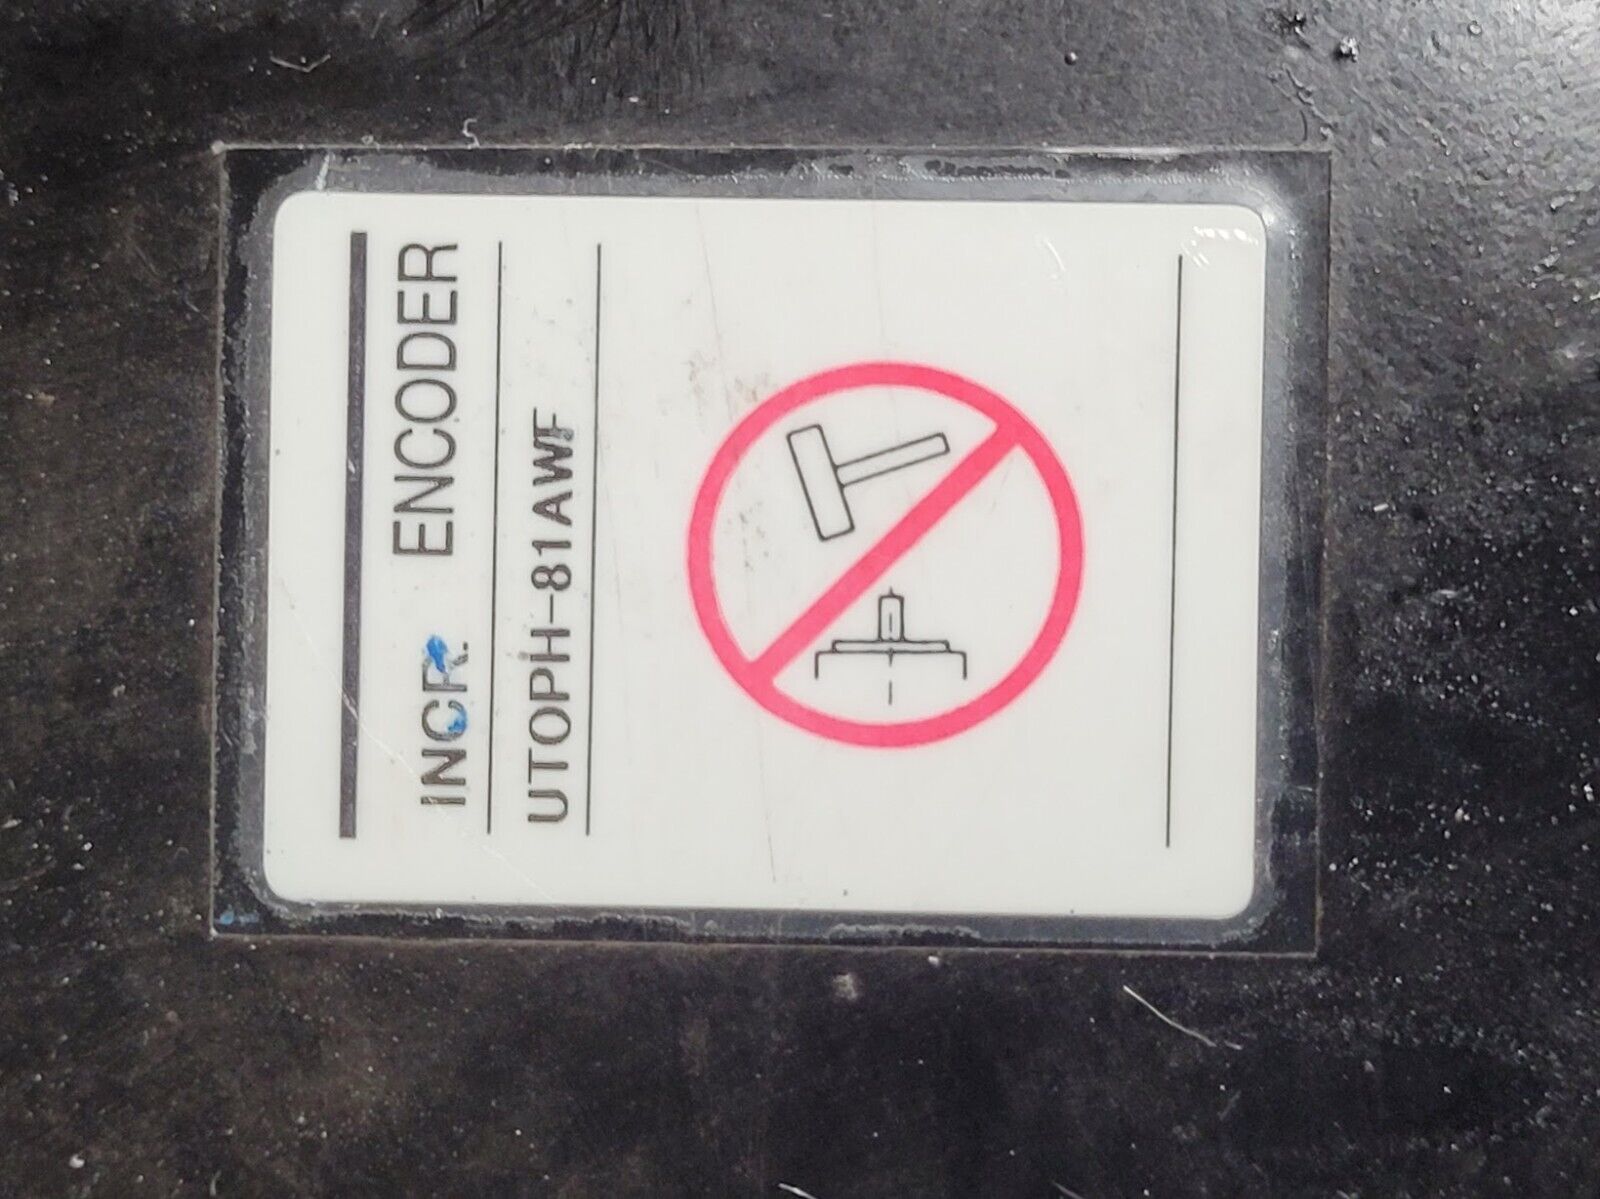 INCR. ENCODER
UTOPH-81AWF